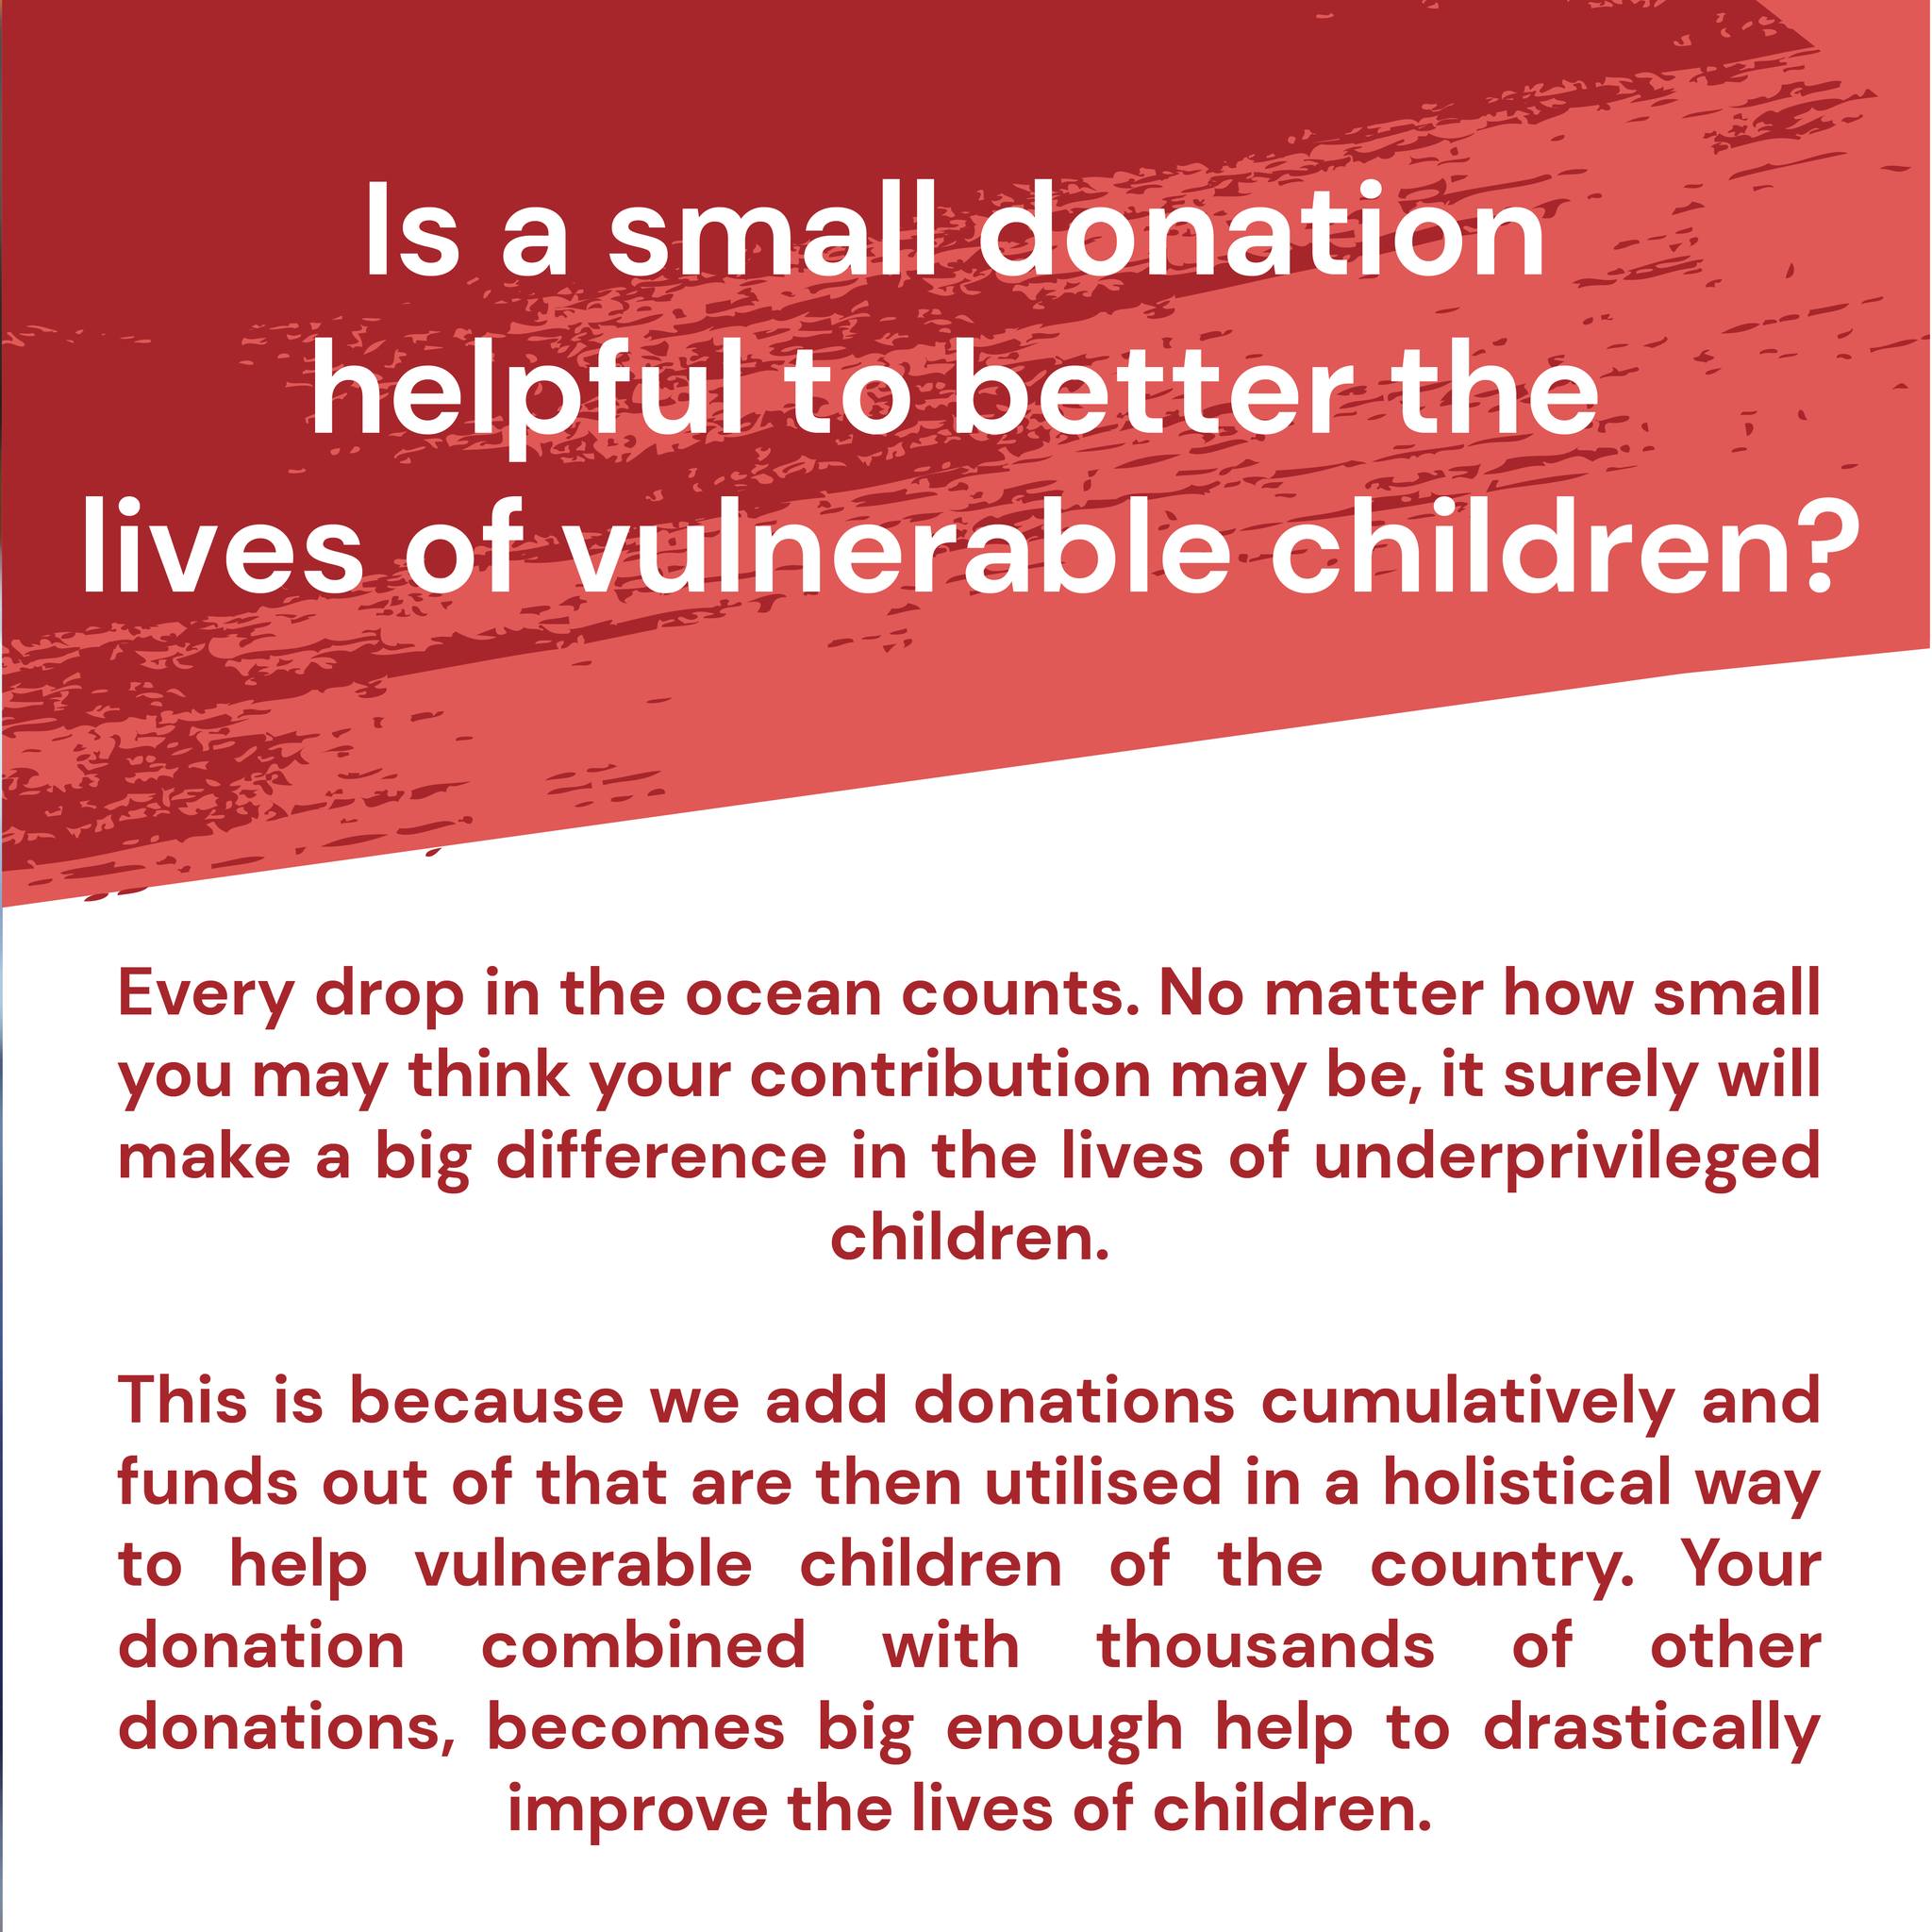 Is a small donation
helpful to better the
lives of vulnerable children?
Every drop in the ocean counts. No matter how small
you may think your contribution may be, it surely will
make a big difference in the lives of underprivileged
children.
This is because we add donations cumulatively and
funds out of that are then utilised in a holistical way
to help vulnerable children of the country. Your
donation combined with thousands of other
donations, becomes big enough help to drastically
improve the lives of children.